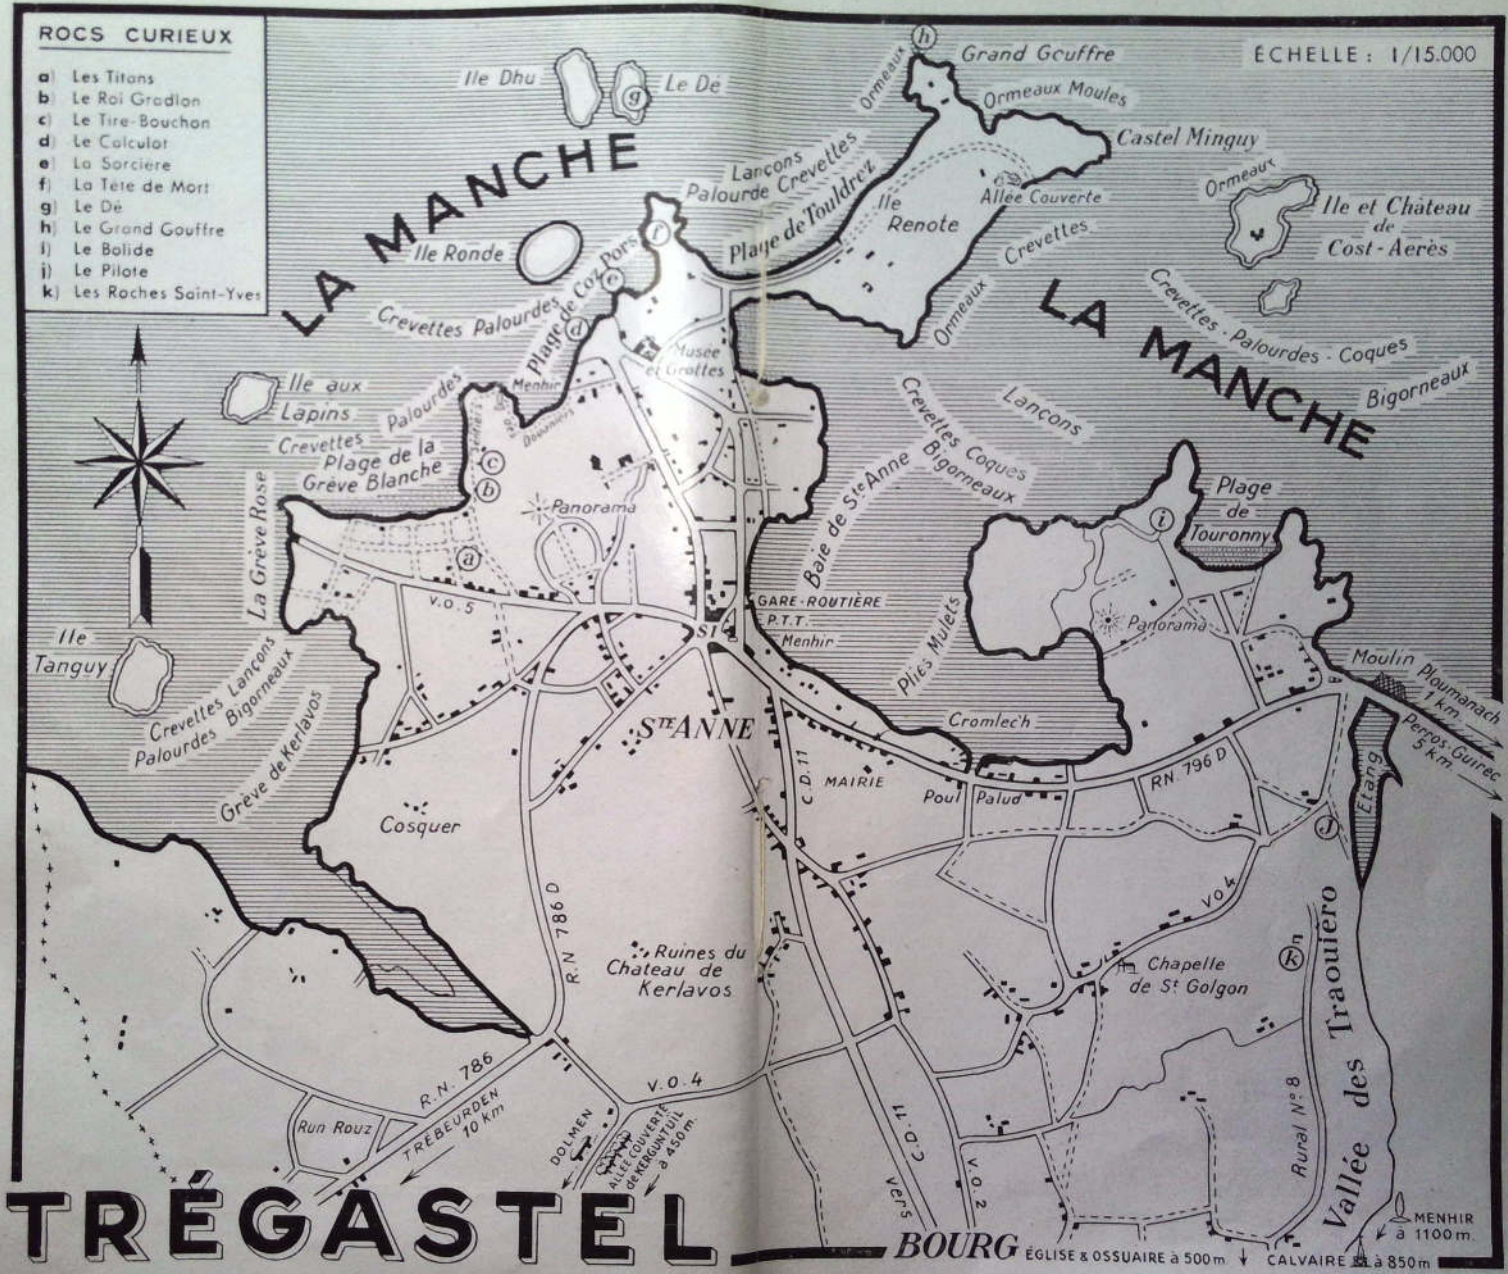 ROCS CURIEUX
a) Les Titans
b) Le Roi Gradlon
c) Le Tire-Bouchon
d) Le Calculot
e) La Sorcière
f) La Tête de Mort
g) Le Dé
h) Le Grand Gouffre
i) Le Bolide
j) Le Pilote
k) Les Roches Saint-Yves
ÉCHELLE : 1/15.000
h
Grand Gouffre
Ormeaux
Ormeaux Moules
Castel Minguy
Ile Dhu
g
Le Dé
LA MANCHE
Lançons
Palourde Crevettes
Plage de Touldrez
Ile
Renote
Allée Couverte
Crevettes
Ormeaux
Ormeaux
Ile et Château
de
Cost-Aerès
Ile Ronde
f
e
d
Plage de Coz Pors
Crevettes Palourdes
Musée
et Grottes
Menhir
Sentiers des Douaniers
LA MANCHE
Crevettes - Palourdes - Coques
Bigorneaux
Lançons
Crevettes Coques
Bigorneaux
Baie de Ste Anne
Ile aux
Lapins
Palourdes
Crevettes
Plage de la
Grève Blanche
La Grève Rose
c
b
a
Panorama
V.O.5
GARE-ROUTIÈRE
P.T.T.
SI
Menhir
Plies Mulets
Plage
de
Touronny
i
Panorama
Moulin
Ploumanach
1 km.
Perros-Guirec
5 km.
Ile
Tanguy
Crevettes Lançons
Palourdes Bigorneaux
Grève de Kerlavos
STE ANNE
Cromlec'h
C.D.11
MAIRIE
Poul Palud
RN. 796 D
Etang
J
Cosquer
R.N 786 D
Ruines du
Chateau de
Kerlavos
VO4
Chapelle
de St Golgon
k
Vallée des Traouiero
Rural No. 8
R.N. 786
TRÉBEURDEN
10 Km
Run Rouz
V.O.4
DOLMEN
ALLÉE COUVERTE
de KERGUNTUIL
à 450 m.
C.D.11
vers
V.O.2
TRÉGASTEL
BOURG
ÉGLISE & OSSUAIRE à 500m
CALVAIRE à 850m
MENHIR
à 1100m.